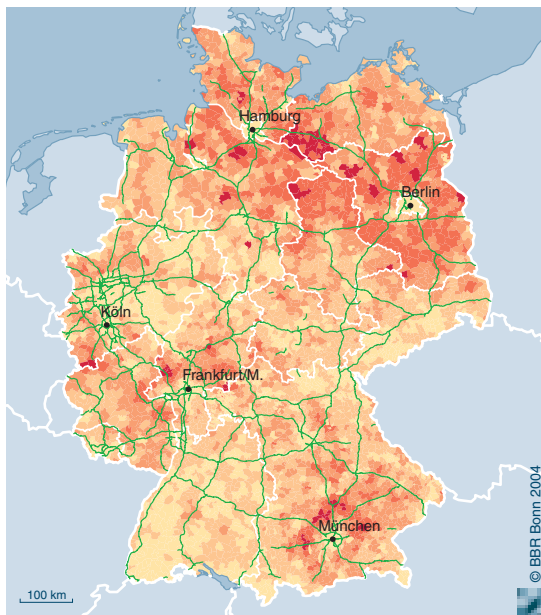 Hamburg
Berlin
Köln
Frankfurt/M.
München
100 km
© BBR Bonn 2004